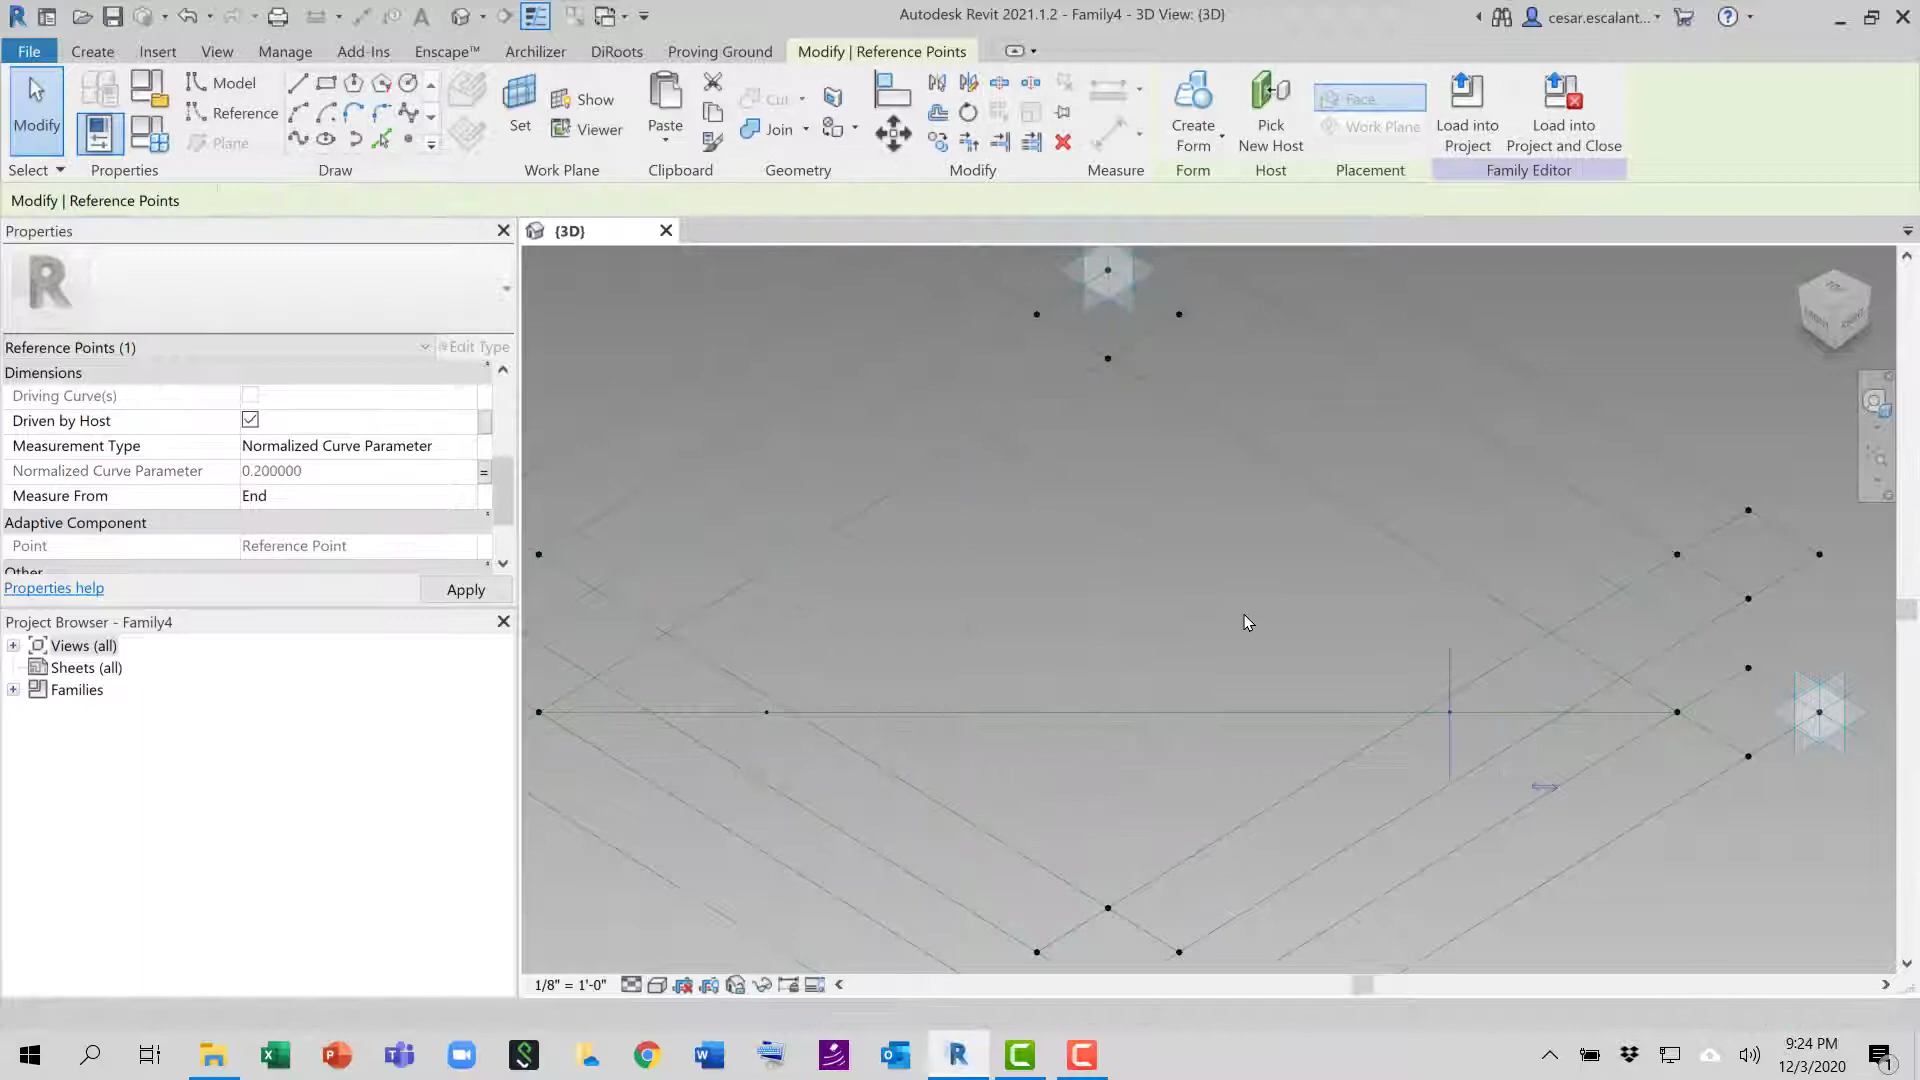 Autodesk Revit 2021.1.2 - Family4 - 3D View: {3D}
cesar.escalant...
File Create Insert View Manage Add-Ins Enscape™ Archilizer DiRoots Proving Ground Modify | Reference Points
Modify
Model
Reference
Plane
Set
Show
Viewer
Paste
Cut
Join
Create
Form
Pick
New Host
Face
Work Plane
Load into
Project
Load into
Project and Close
Select Properties Draw Work Plane Clipboard Geometry Modify Measure Form Host Placement Family Editor
Modify | Reference Points
Properties
{3D}
R
Reference Points (1)
Edit Type
Dimensions
Driving Curve(s)
Driven by Host
Measurement Type Normalized Curve Parameter
Normalized Curve Parameter 0.200000 =
Measure From End
Adaptive Component
Point Reference Point
Other
Properties help
Apply
Project Browser - Family4
Views (all)
Sheets (all)
Families
TOP
FRONT
RIGHT
1/8" = 1'-0"
9:24 PM
12/3/2020
1